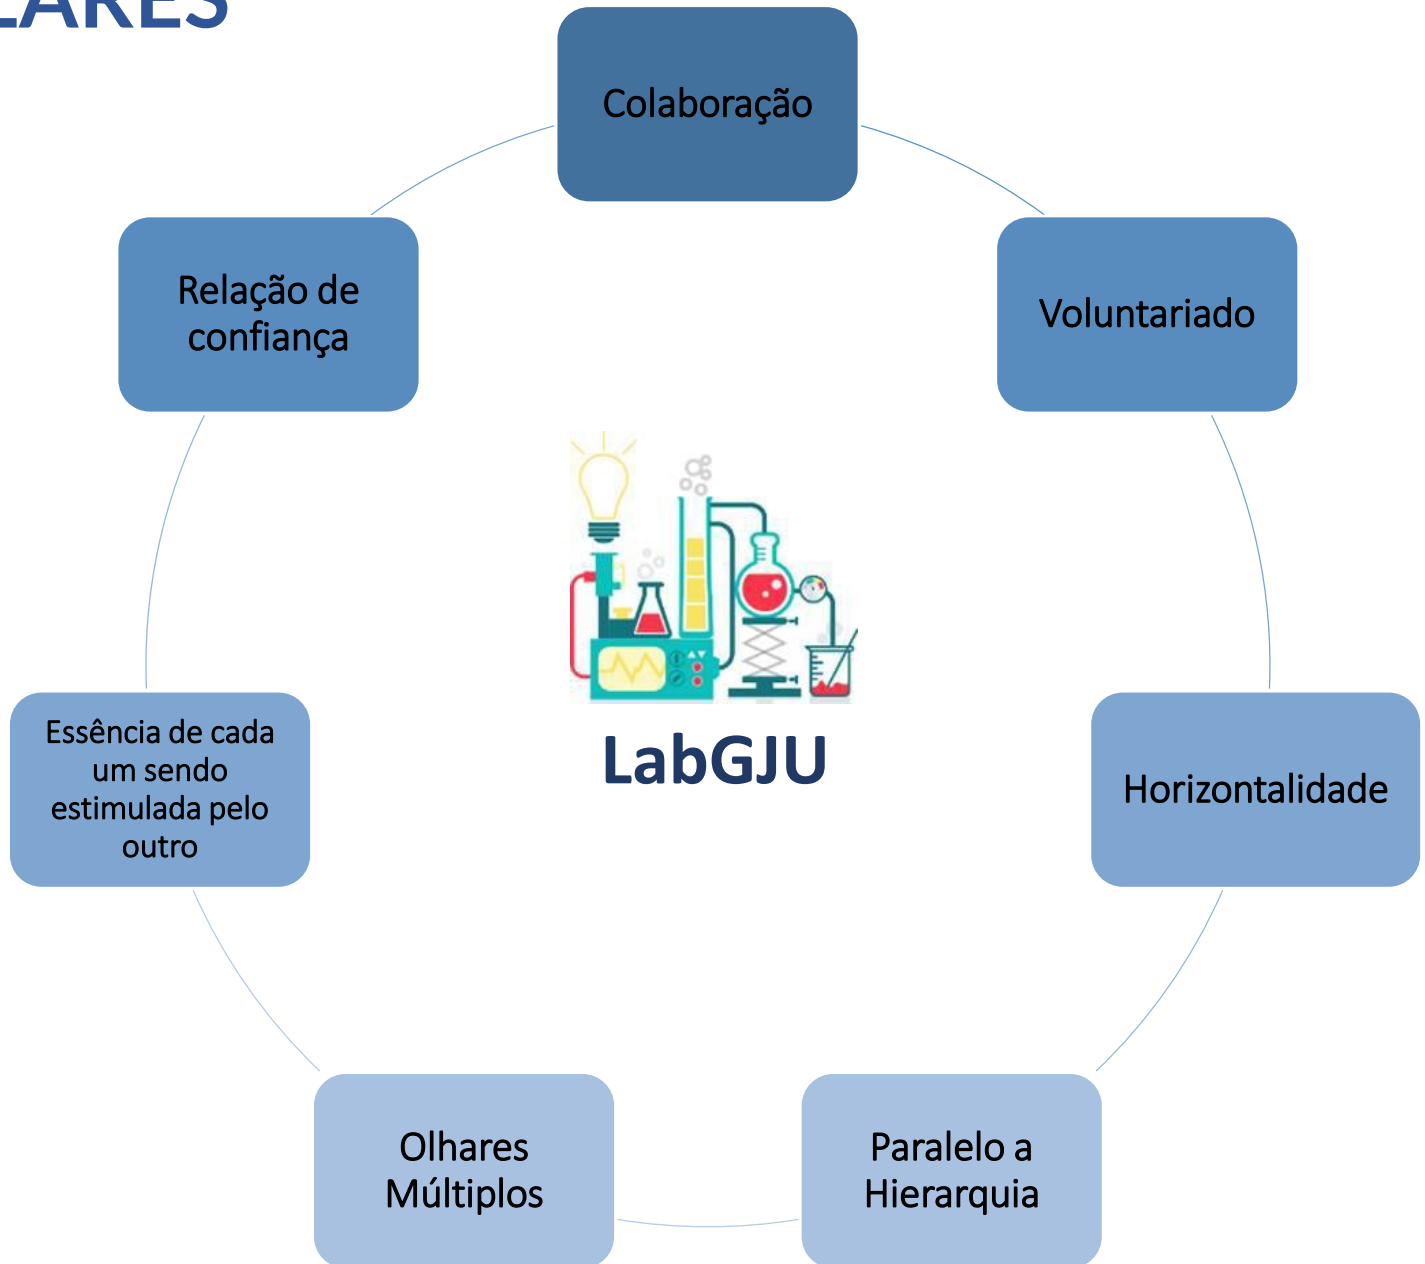 Colaboração
Relação de
confiança
Voluntariado
LabGJU
Essência de cada
um sendo
estimulada pelo
outro
Horizontalidade
Olhares
Múltiplos
Paralelo a
Hierarquia